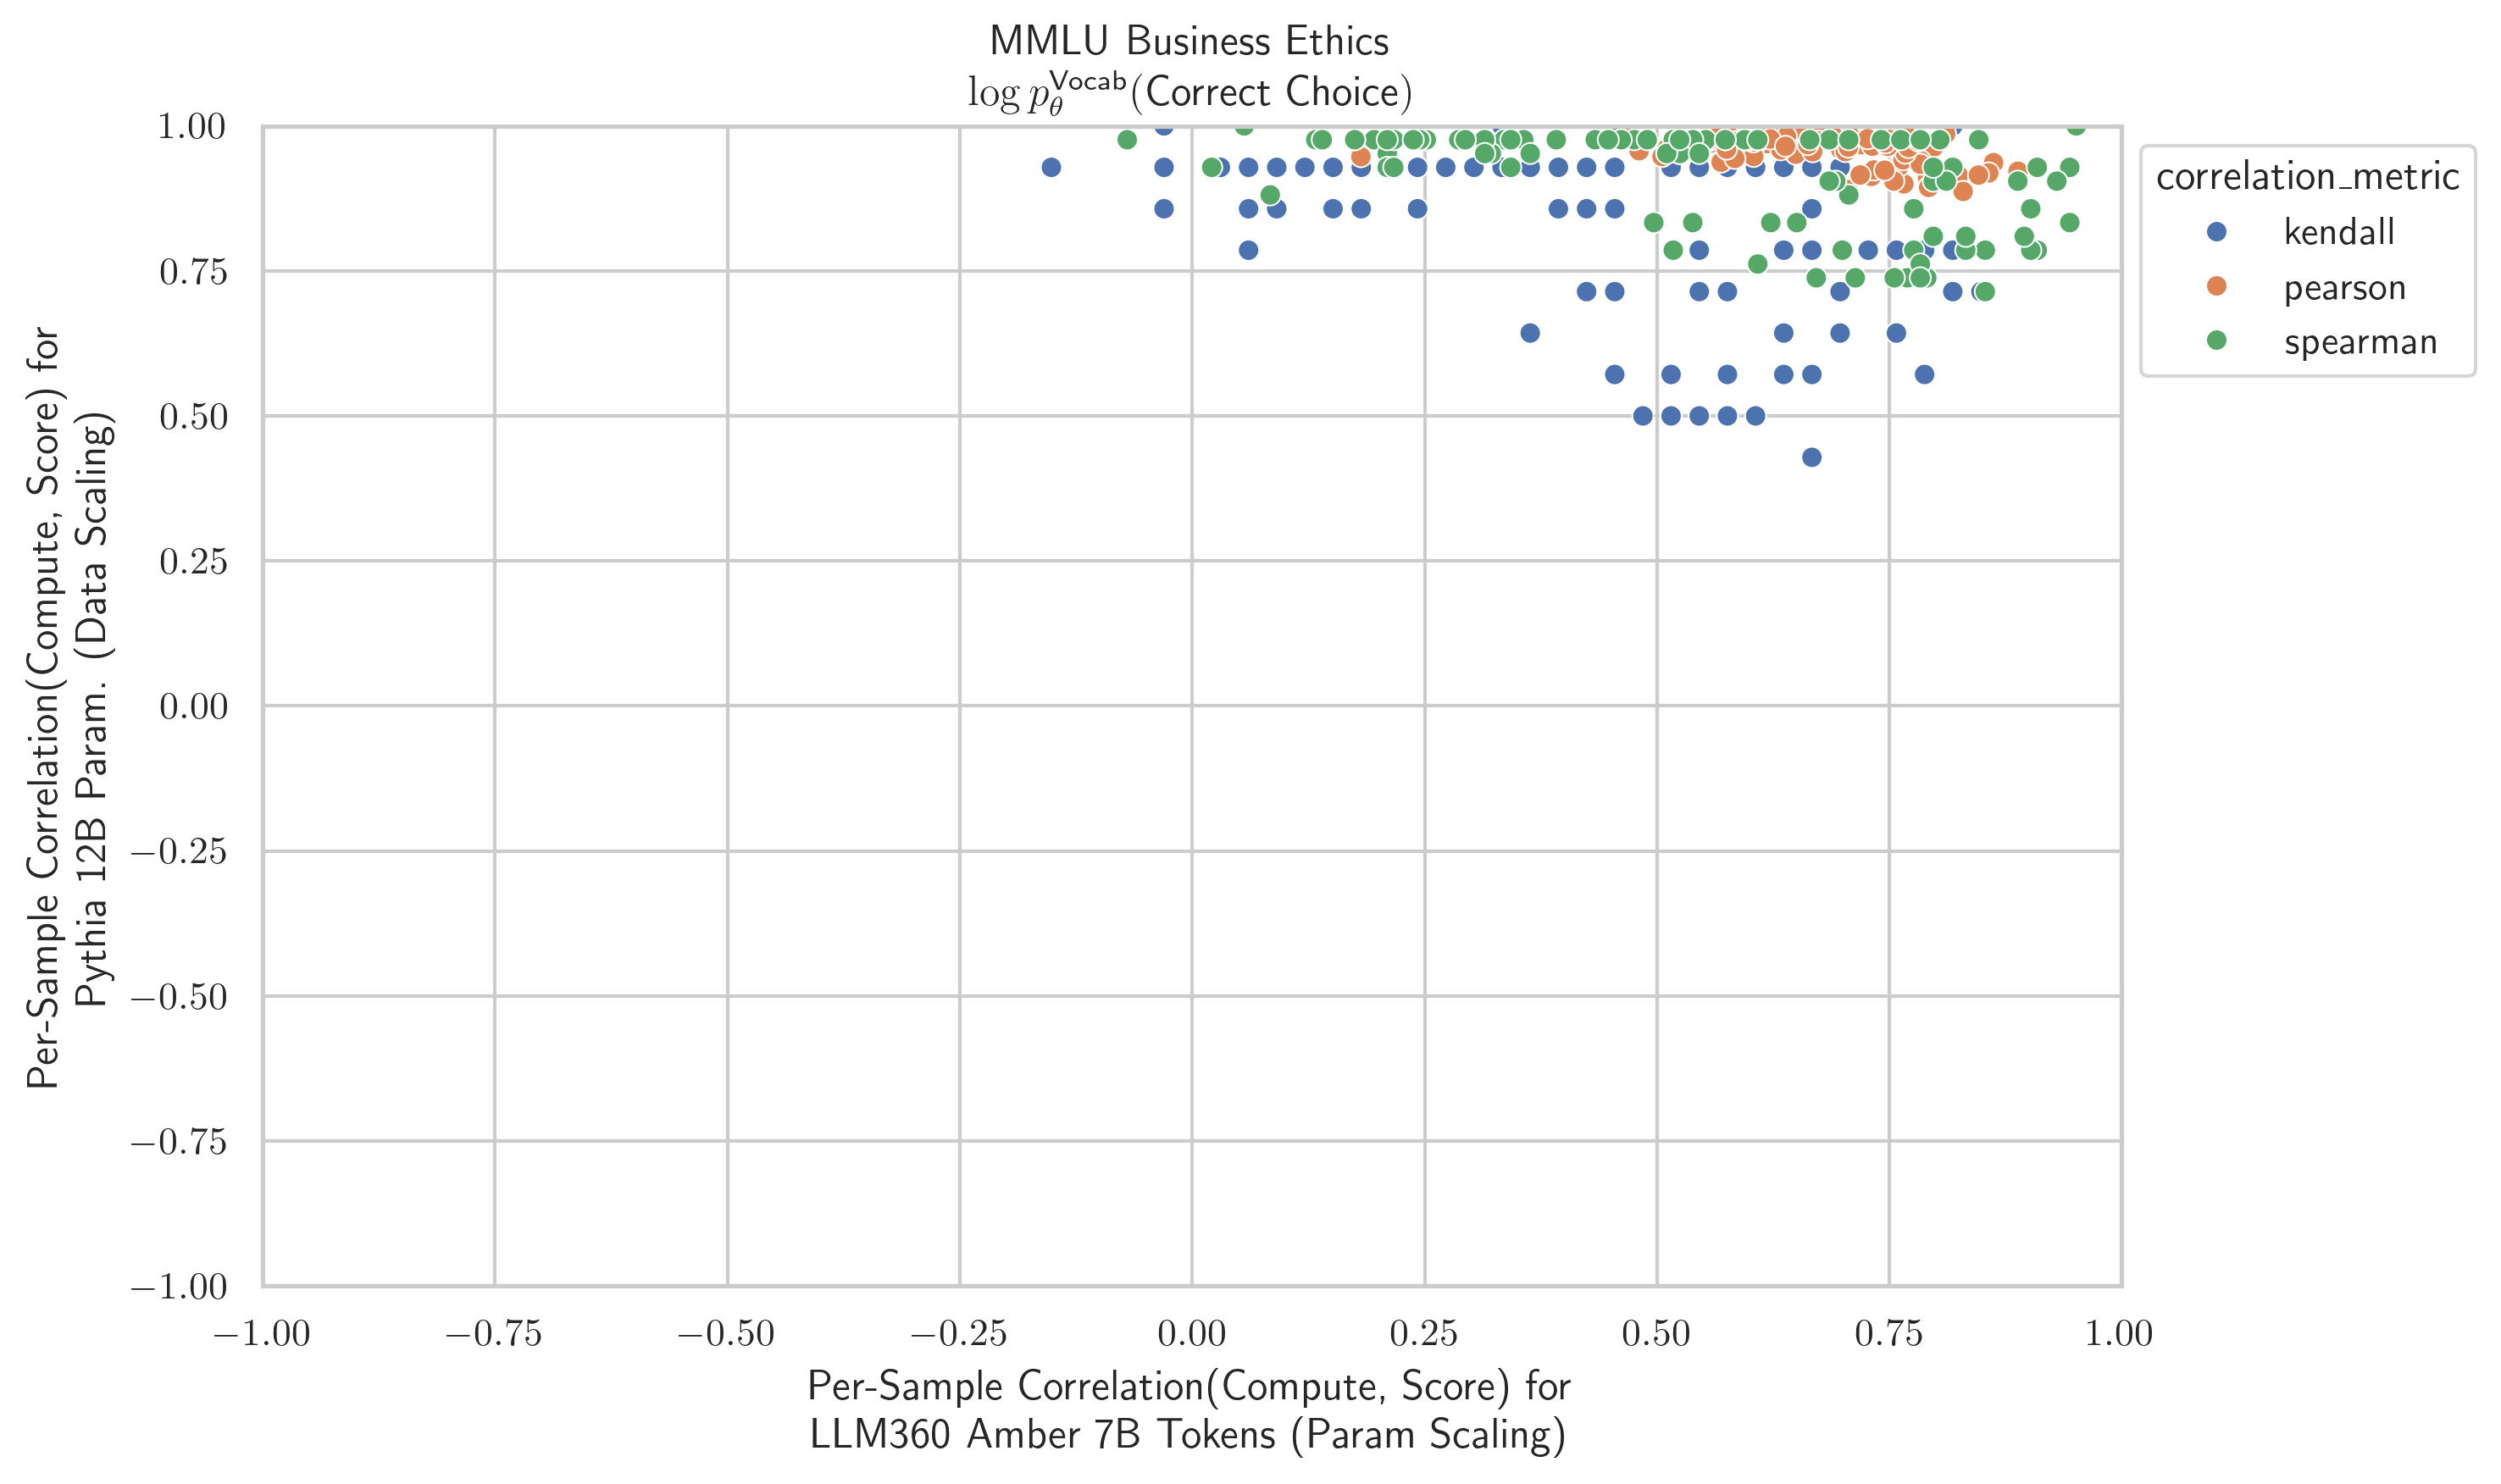 MMLU Business Ethics
log p_θ^Vocab(Correct Choice)
Per-Sample Correlation(Compute, Score) for
Pythia 12B Param. (Data Scaling)
1.00
0.75
0.50
0.25
0.00
−0.25
−0.50
−0.75
−1.00
correlation_metric
kendall
pearson
spearman
−1.00 −0.75 −0.50 −0.25 0.00 0.25 0.50 0.75 1.00
Per-Sample Correlation(Compute, Score) for
LLM360 Amber 7B Tokens (Param Scaling)